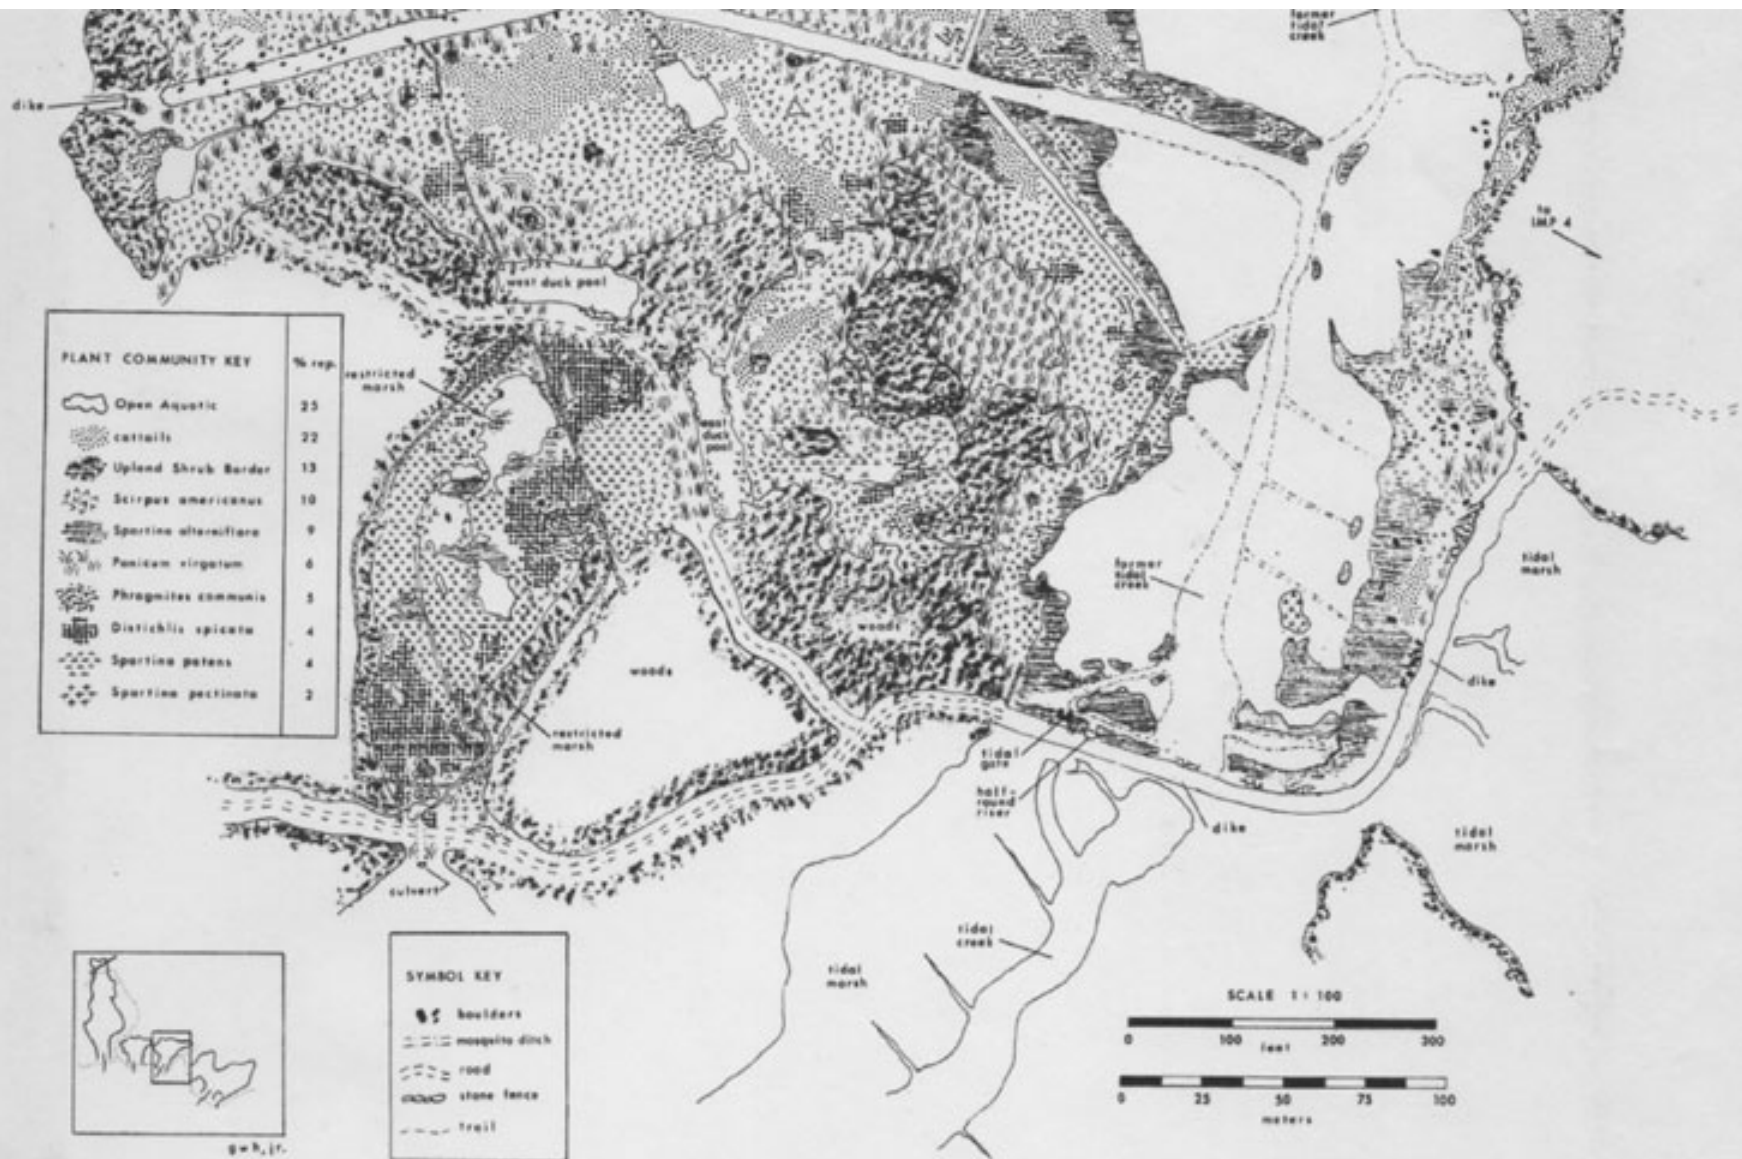 former
tidal
creek
dike
to
IMP 4
west duck pool
PLANT COMMUNITY KEY % rep.
Open Aquatic 25
cattails 22
Upland Shrub Border 13
Scirpus americanus 10
Spartina alterniflora 9
Panicum virgatum 6
Phragmites communis 5
Distichlis spicata 4
Spartina patens 4
Spartina pectinata 2
restricted
marsh
east
duck
pool
former
tidal
creek
tidal
marsh
woods
woods
dike
restricted
marsh
tidal
gate
half-
round
riser
dike
tidal
marsh
culvert
tidal
creek
tidal
marsh
SYMBOL KEY
boulders
mosquito ditch
road
stone fence
trail
SCALE 1: 100
0 100 200 300
feet
0 25 50 75 100
meters
gwh, jr.